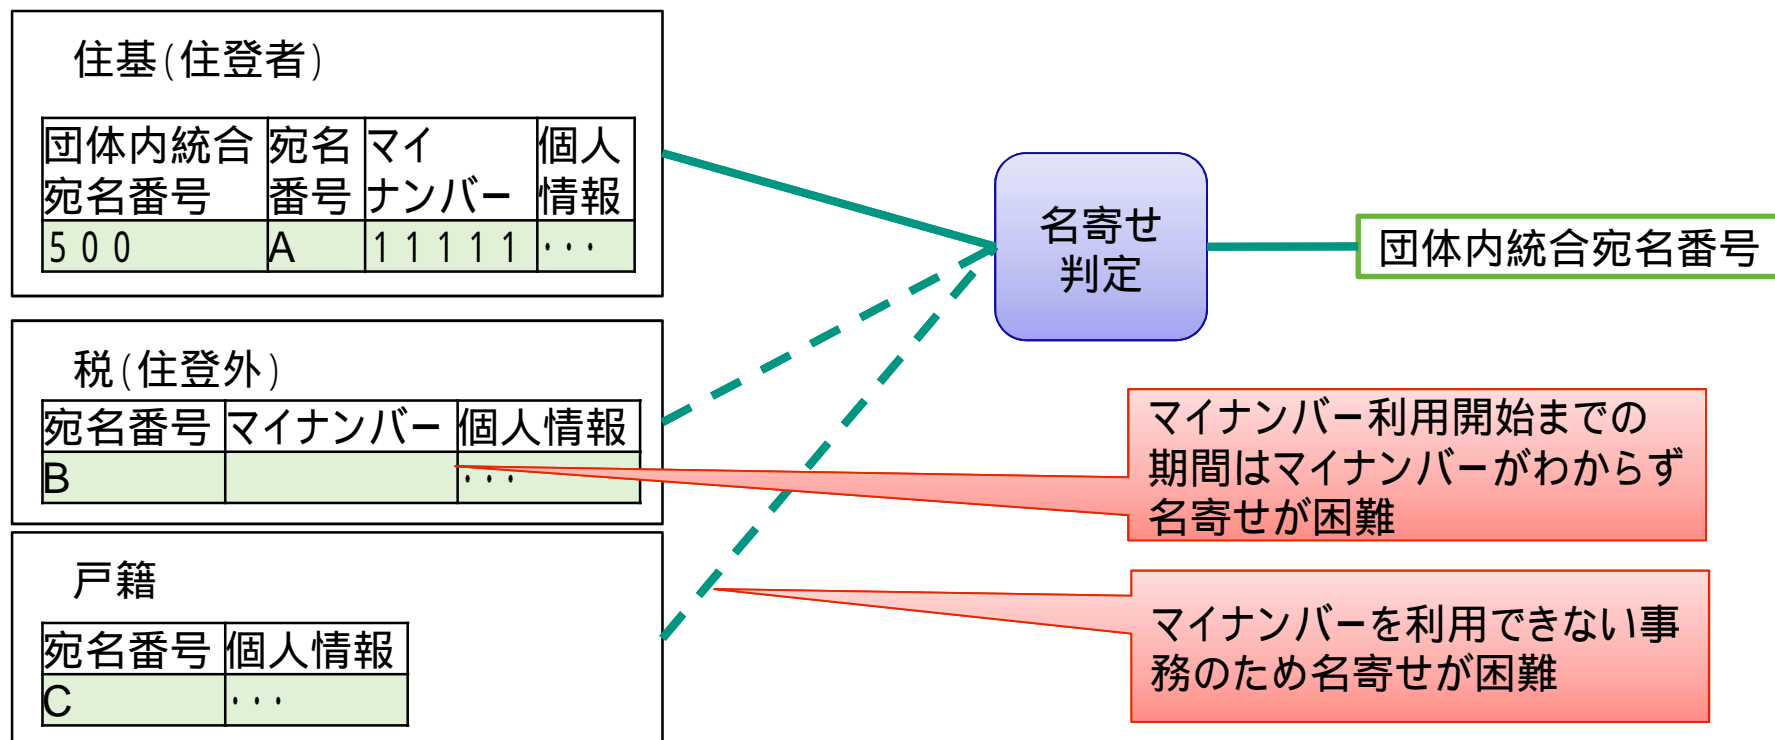 住基(住登者)
団体内統合
宛名番号
宛名
番号
マイ
ナンバー
個人
情報
５００
A
１１１１１
・・・
名寄せ
判定
団体内統合宛名番号
税(住登外)
宛名番号
マイナンバー
個人情報
B
・・・
マイナンバー利用開始までの
期間はマイナンバーがわからず
名寄せが困難
戸籍
宛名番号
個人情報
C
・・・
マイナンバーを利用できない事
務のため名寄せが困難